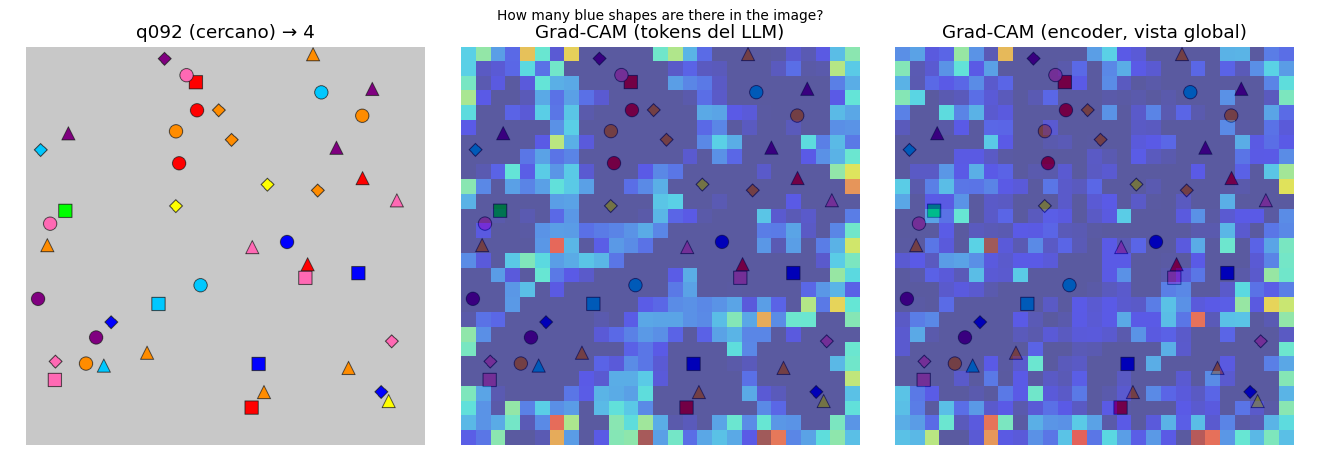 How many blue shapes are there in the image?
q092 (cercano) → 4
Grad-CAM (tokens del LLM)
Grad-CAM (encoder, vista global)